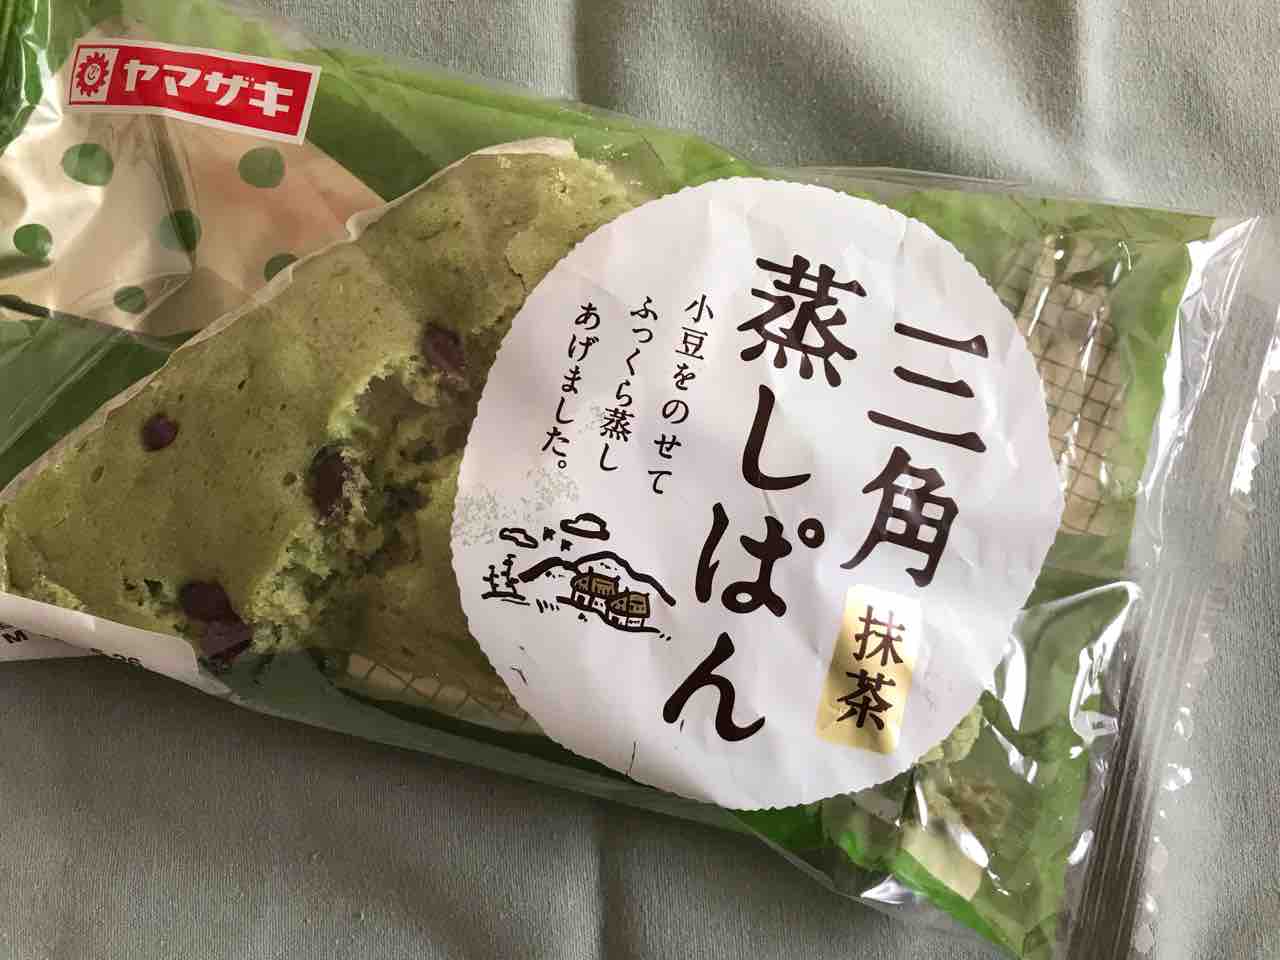 ヤマザキ
三角
蒸しぱん
抹茶
小豆をのせて
ふっくら蒸し
あげました。